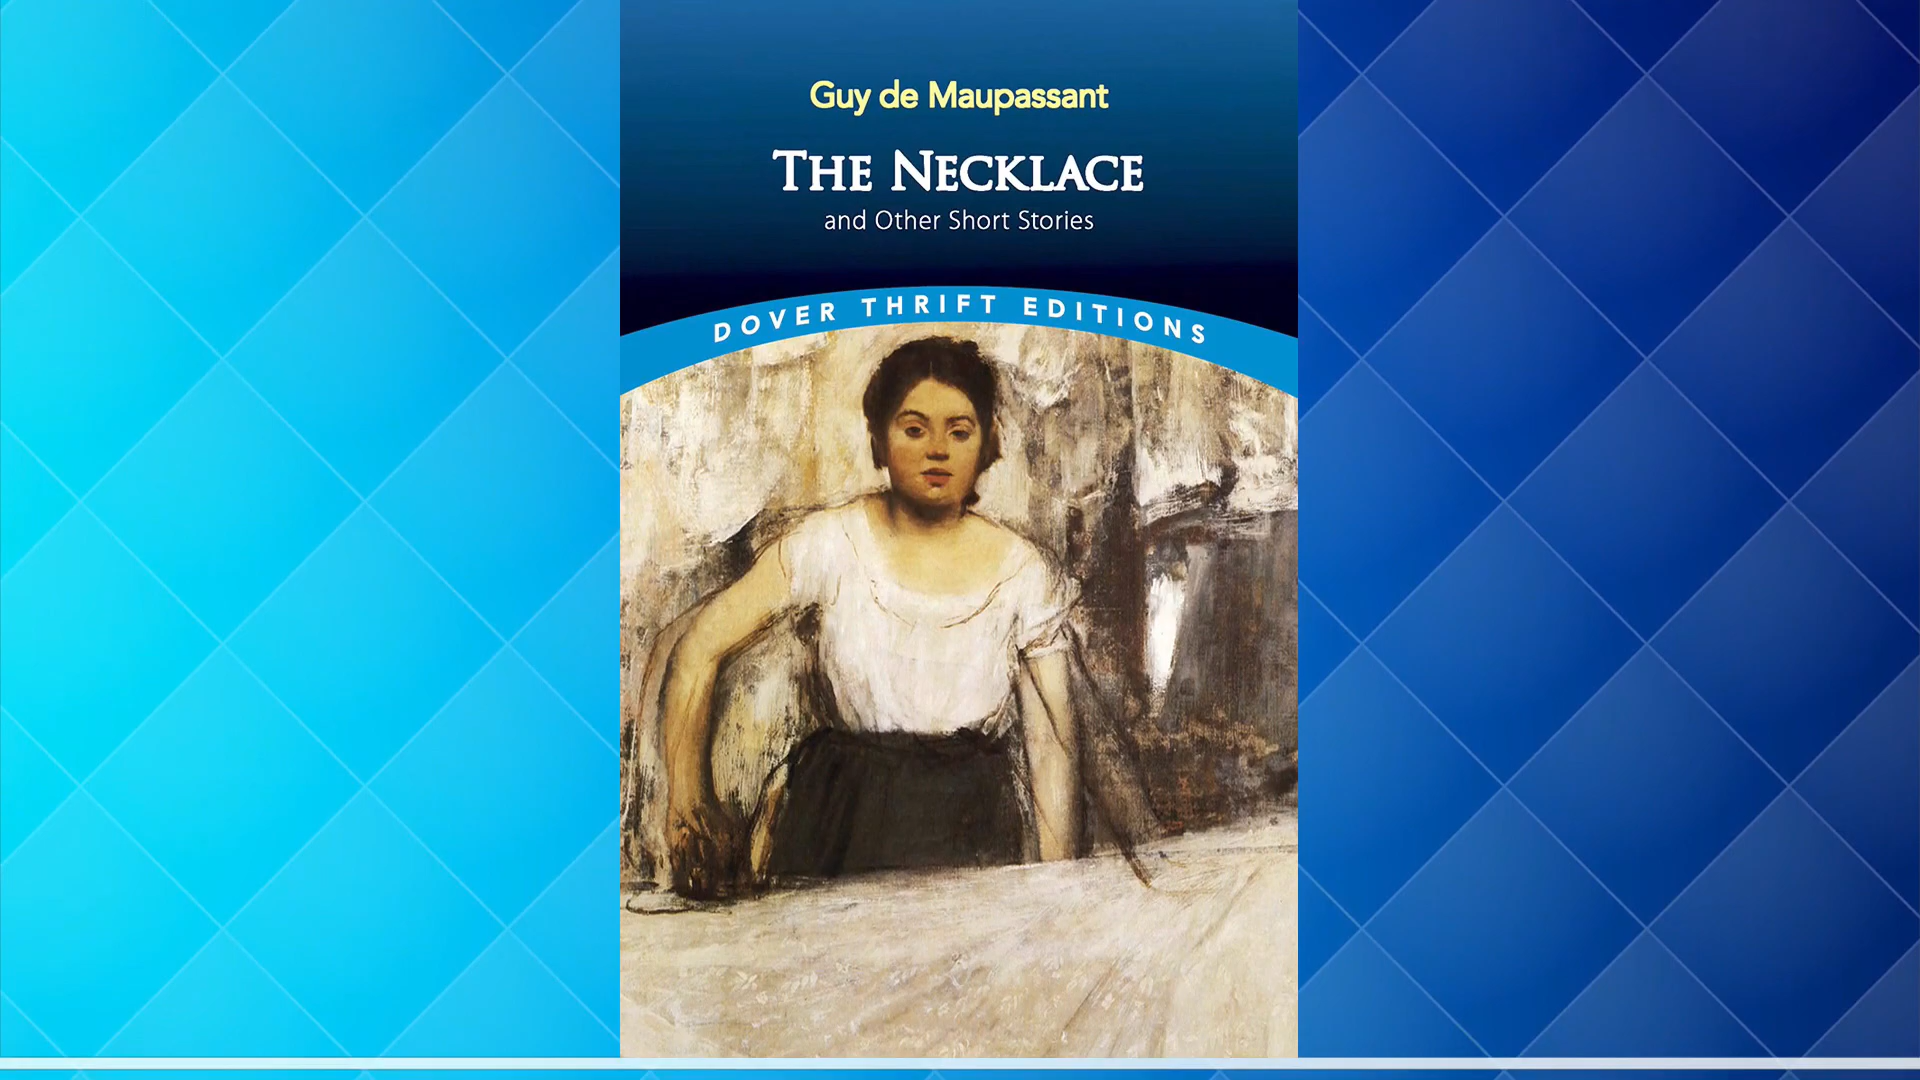 Guy de Maupassant
THE NECKLACE
and Other Short Stories
DOVER THRIFT EDITIONS